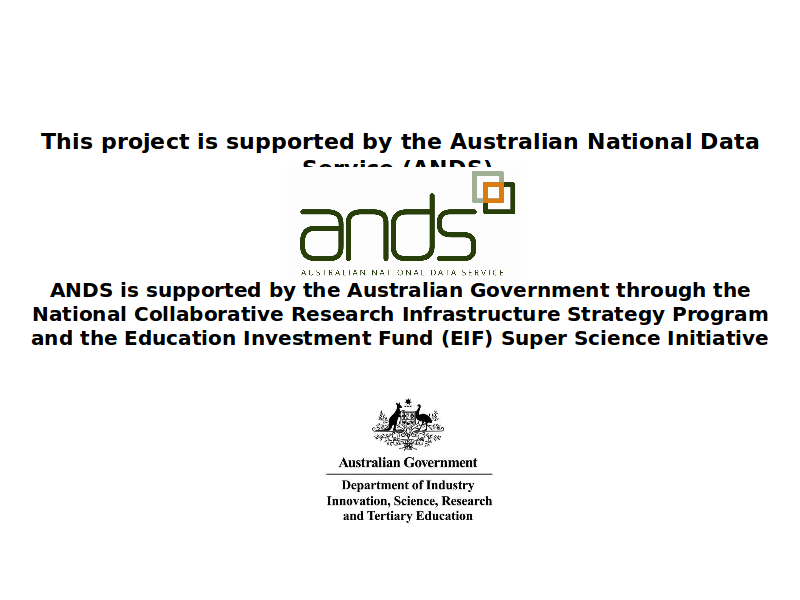 This project is supported by the Australian National Data
Service (ANDS)
ands
AUSTRALIAN NATIONAL DATA SERVICE
ANDS is supported by the Australian Government through the
National Collaborative Research Infrastructure Strategy Program
and the Education Investment Fund (EIF) Super Science Initiative
Australian Government
Department of Industry
Innovation, Science, Research
and Tertiary Education